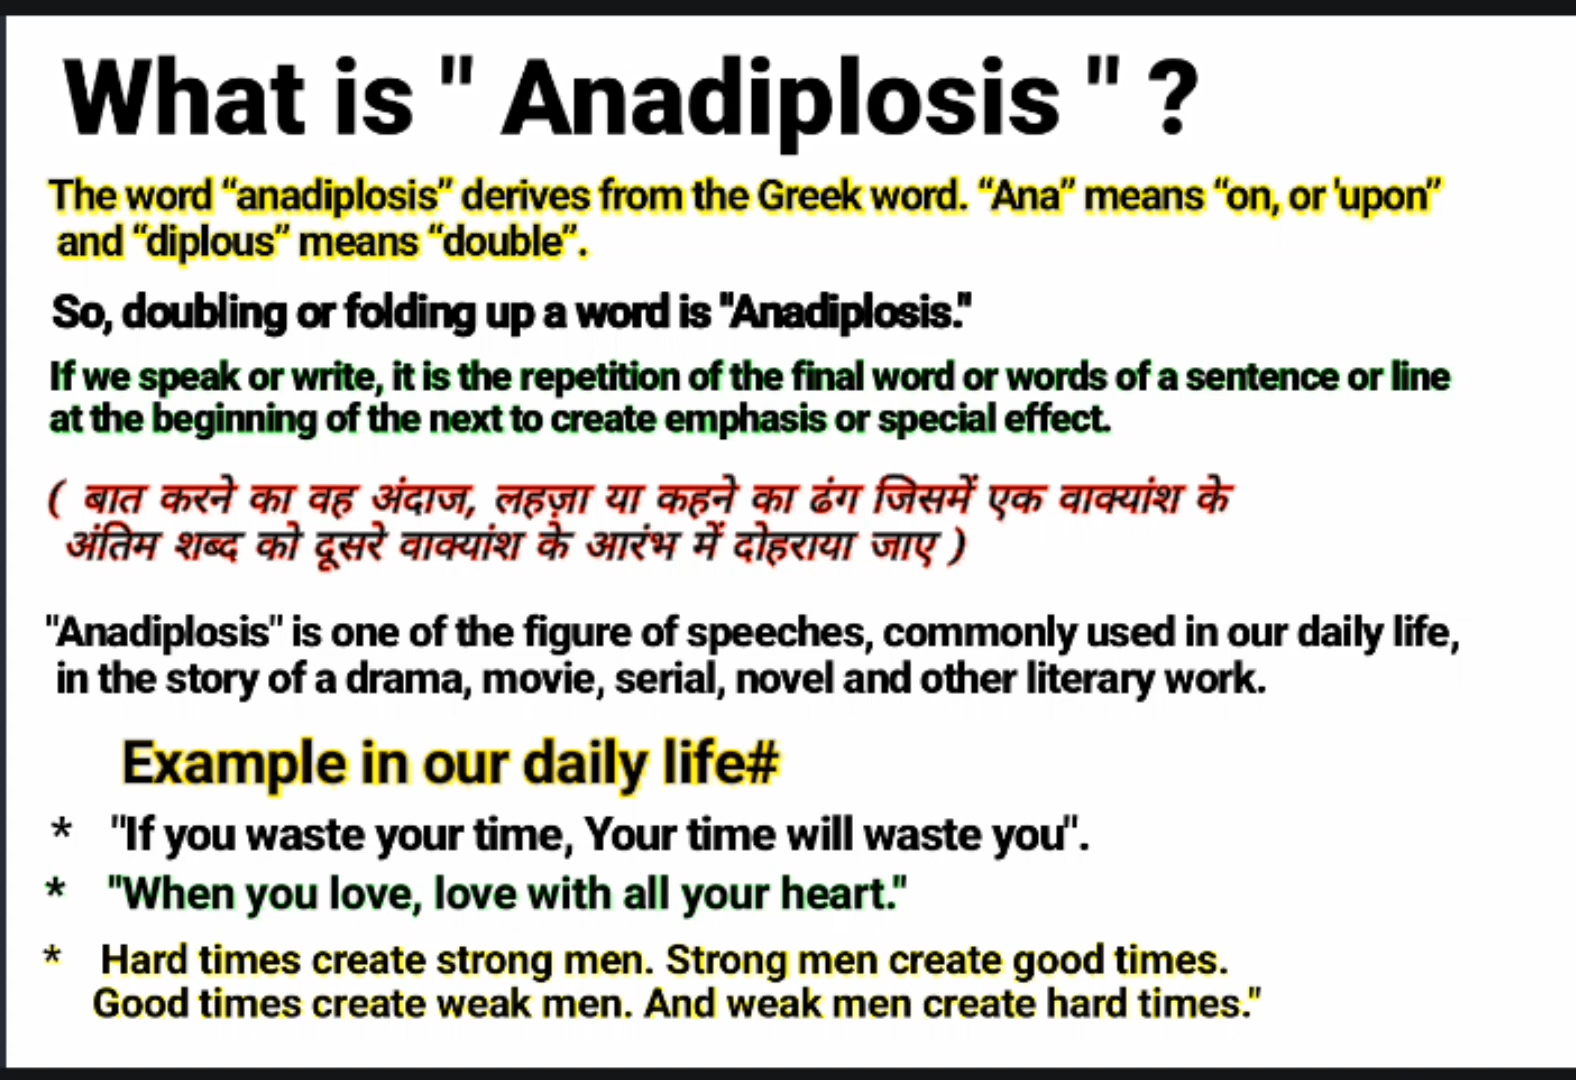 What is " Anadiplosis " ?
The word “anadiplosis” derives from the Greek word. “Ana” means “on, or 'upon”
and “diplous” means “double”.
So, doubling or folding up a word is "Anadiplosis."
If we speak or write, it is the repetition of the final word or words of a sentence or line
at the beginning of the next to create emphasis or special effect.
( बात करने का वह अंदाज, लहज़ा या कहने का ढंग जिसमें एक वाक्यांश के
अंतिम शब्द को दूसरे वाक्यांश के आरंभ में दोहराया जाए )
"Anadiplosis" is one of the figure of speeches, commonly used in our daily life,
in the story of a drama, movie, serial, novel and other literary work.
Example in our daily life#
* "If you waste your time, Your time will waste you".
* "When you love, love with all your heart."
* Hard times create strong men. Strong men create good times.
Good times create weak men. And weak men create hard times."